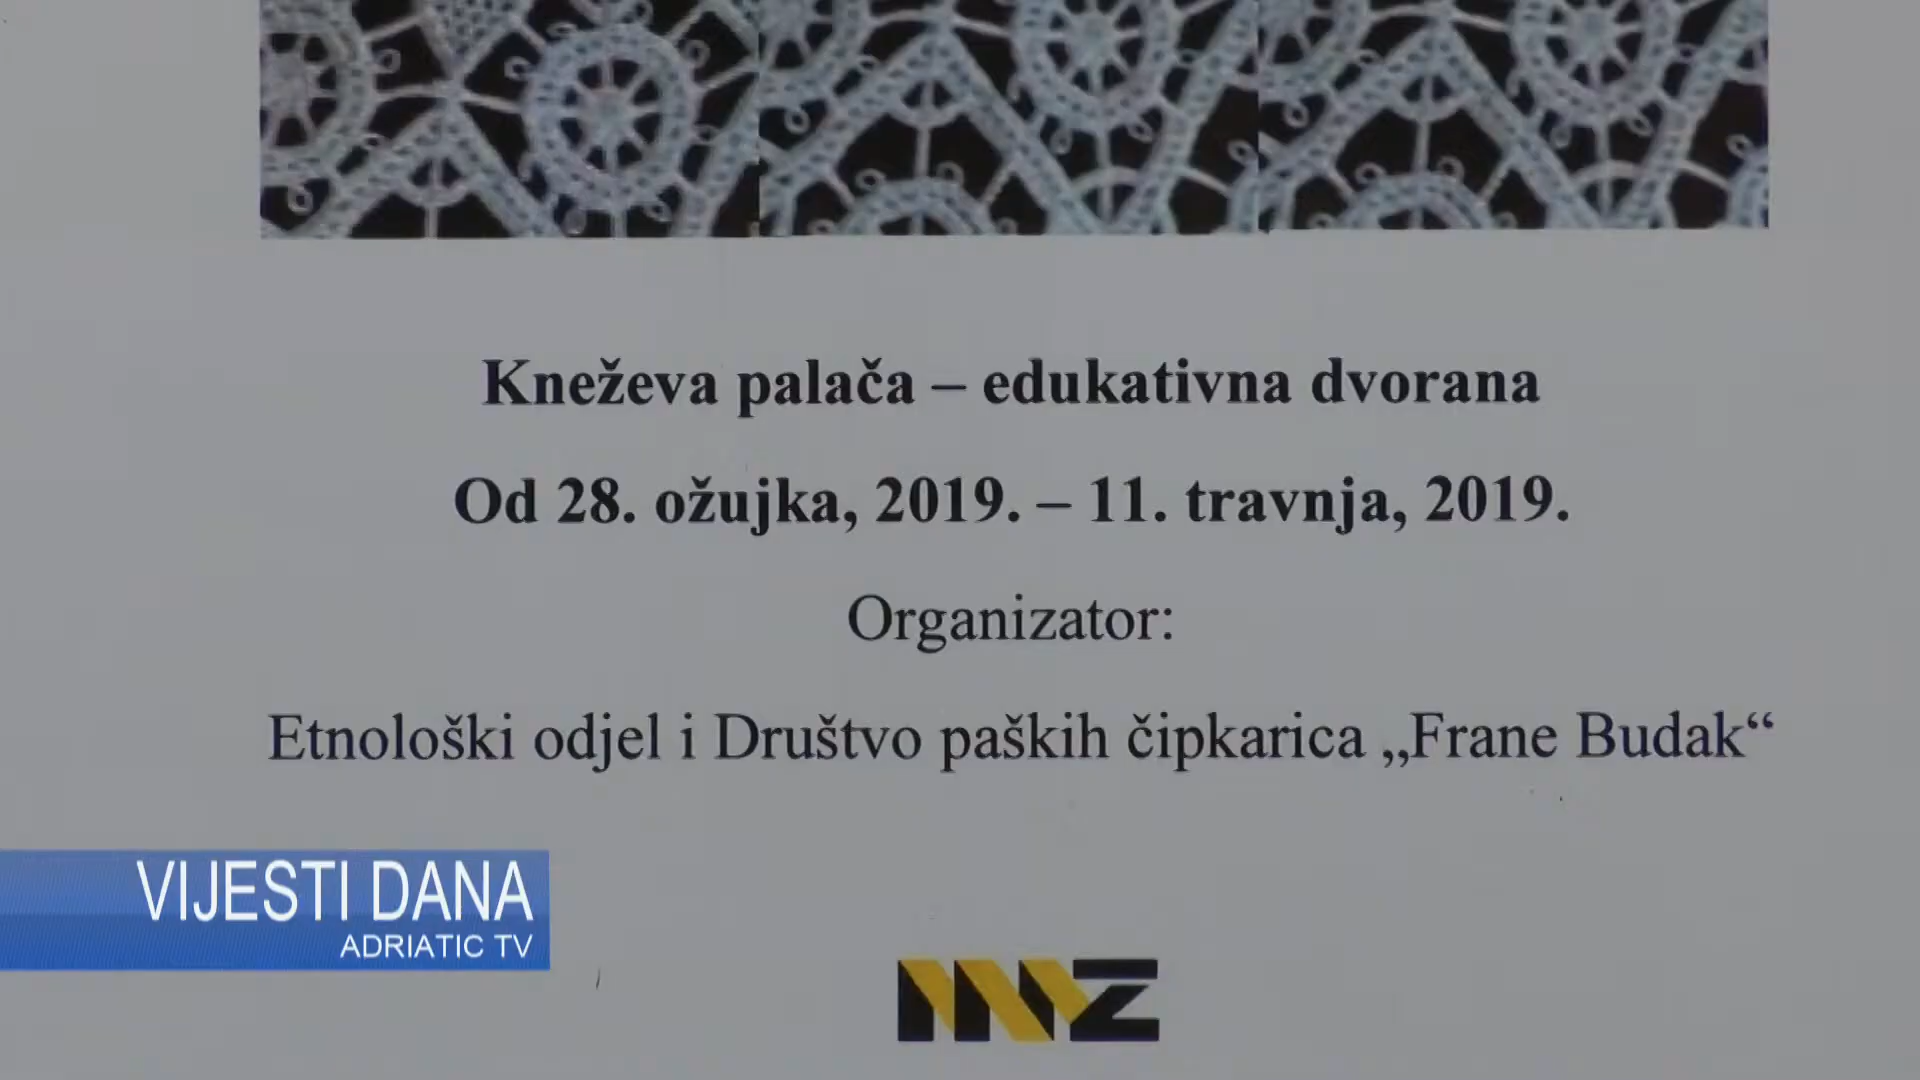 Kneževa palača – edukativna dvorana
Od 28. ožujka, 2019. – 11. travnja, 2019.
Organizator:
Etnološki odjel i Društvo paških čipkarica „Frane Budak“
VIJESTI DANA
ADRIATIC TV
MZ